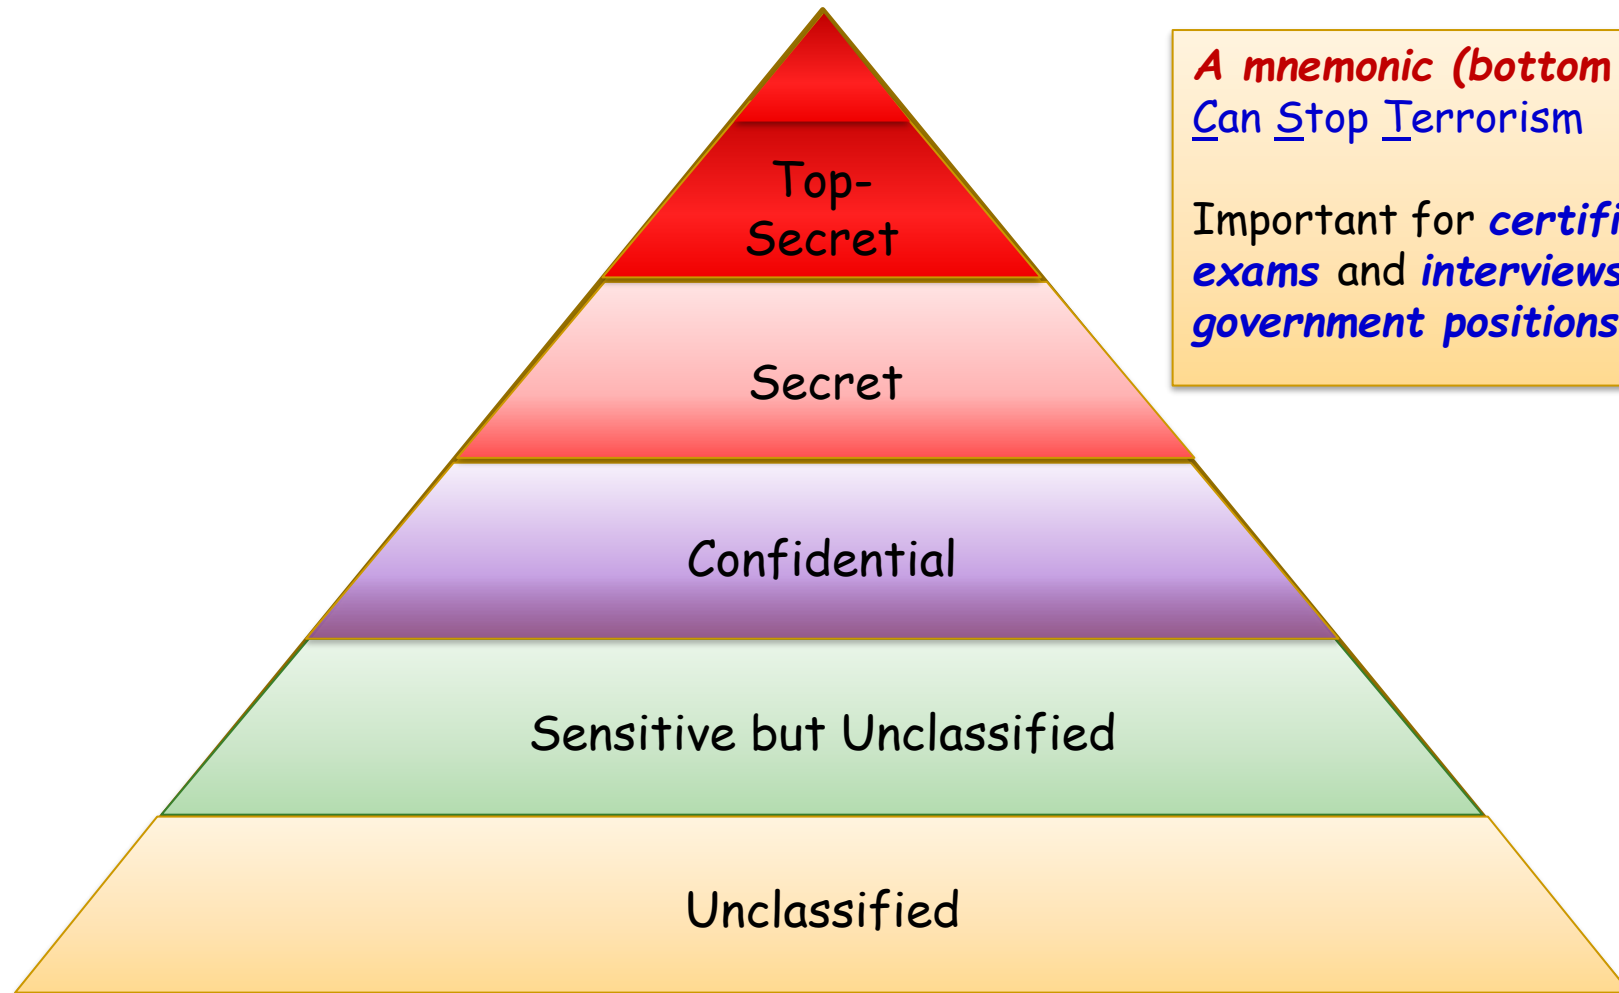 A mnemonic (bottom
Can Stop Terrorism
Important for
exams and interviews
government positions
Top-
Secret
Secret
Confidential
Sensitive but Unclassified
Unclassified